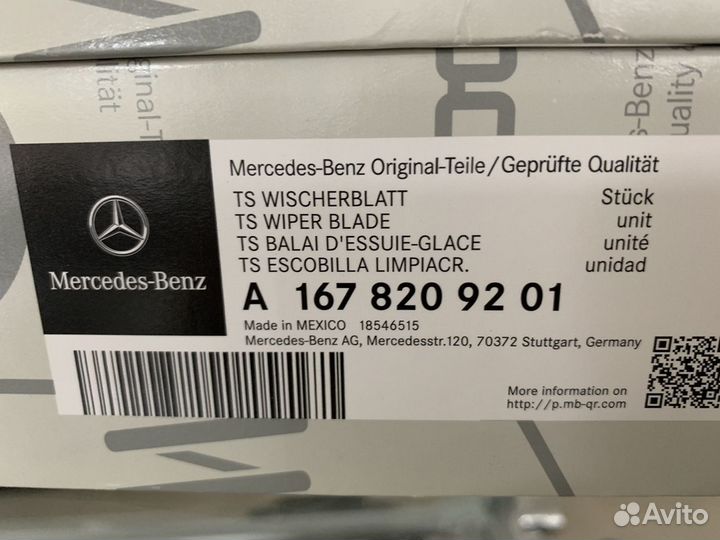 Mercedes-Benz
Mercedes-Benz Original-Teile/Geprüfte Qualität
TS WISCHERBLATT Stück
TS WIPER BLADE unit
TS BALAI D'ESSUIE-GLACE unité
TS ESCOBILLA LIMPIACR. unidad
A 167 820 92 01
Made in MEXICO 18546515
Mercedes-Benz AG, Mercedesstr.120, 70372 Stuttgart, Germany
More information on
http://p.mb-qr.com
Avito